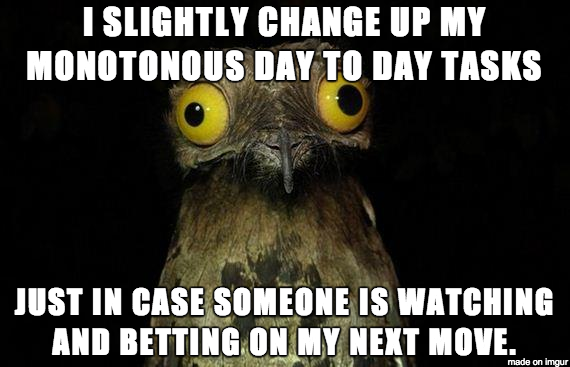 I SLIGHTLY CHANGE UP MY
MONOTONOUS DAY TO DAY TASKS
JUST IN CASE SOMEONE IS WATCHING
AND BETTING ON MY NEXT MOVE.
made on imgur